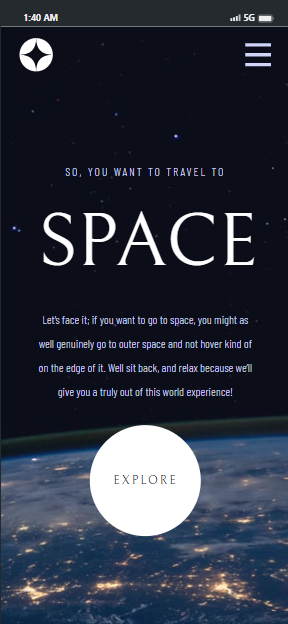 1:40 AM 5G
SO, YOU WANT TO TRAVEL TO
SPACE
Let's face it; if you want to go to space, you might as
well genuinely go to outer space and not hover kind of
on the edge of it. Well sit back, and relax because we'll
give you a truly out of this world experience!
EXPLORE